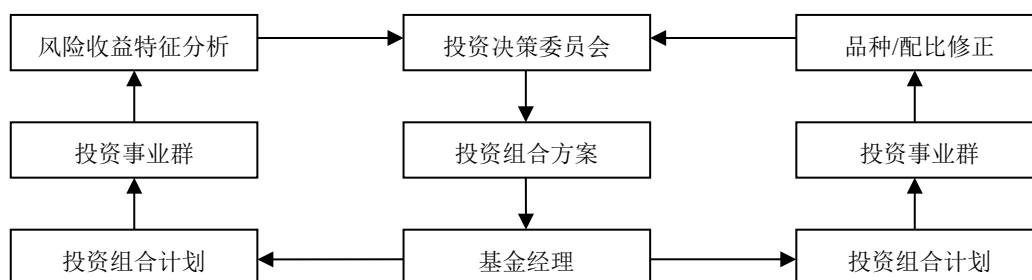 风险收益特征分析
投资决策委员会
品种/配比修正
投资事业群
投资组合方案
投资事业群
投资组合计划
基金经理
投资组合计划